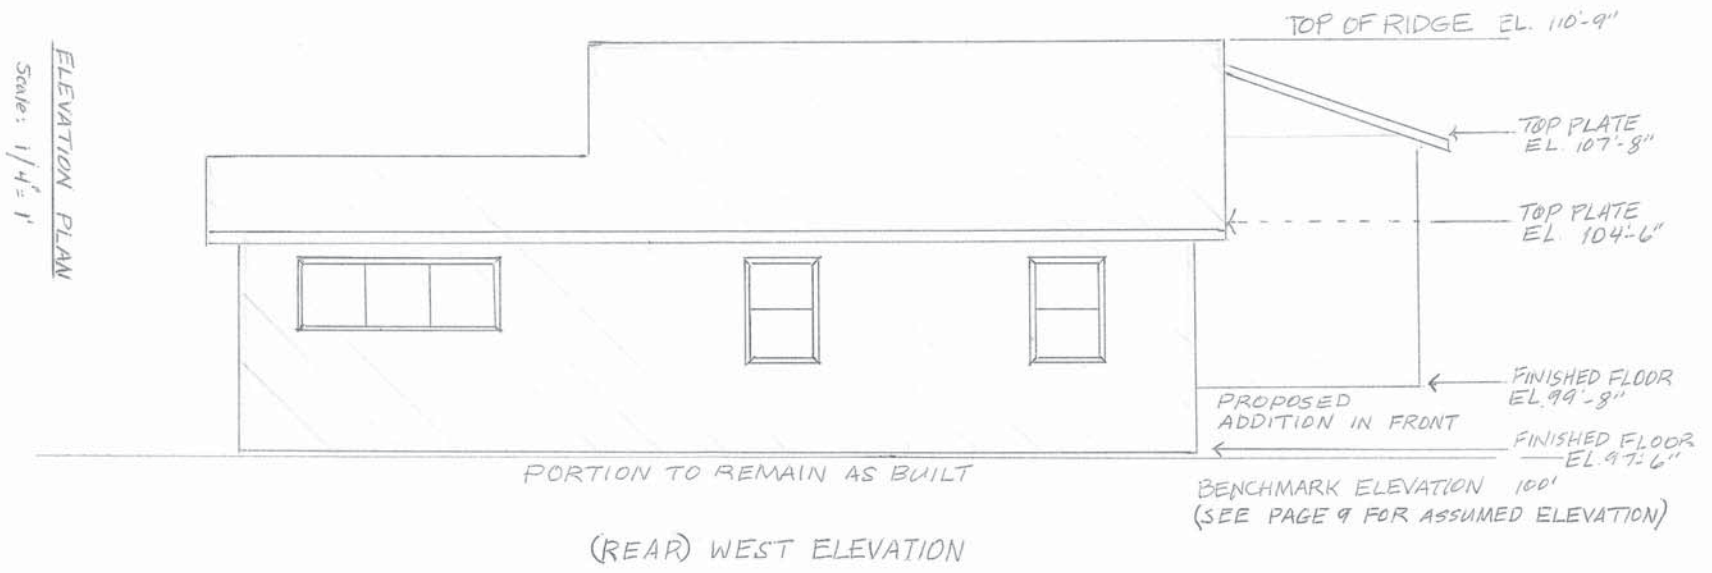 ELEVATION PLAN
Scale: 1/4" = 1'
TOP OF RIDGE EL. 110'-9"
TOP PLATE
EL. 107'-8"
TOP PLATE
EL. 104'-6"
FINISHED FLOOR
EL. 99'-8"
PROPOSED
ADDITION IN FRONT
FINISHED FLOOR
EL. 97'-6"
PORTION TO REMAIN AS BUILT
BENCHMARK ELEVATION 100'
(SEE PAGE 9 FOR ASSUMED ELEVATION)
(REAR) WEST ELEVATION